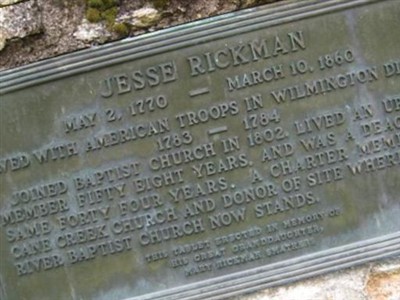 JESSE RICKMAN
MAY 2, 1770 — MARCH 10, 1860
VED WITH AMERICAN TROOPS IN WILMINGTON DI
1783 — 1784
JOINED BAPTIST CHURCH IN 1802, LIVED AN UP
MEMBER FIFTY EIGHT YEARS, AND WAS A DEAC
SAME FORTY FOUR YEARS. A CHARTER MEM
CANE CREEK CHURCH AND DONOR OF SITE WHERE
RIVER BAPTIST CHURCH NOW STANDS.
THIS TABLET ERECTED IN MEMORY OF
HIS GREAT GRANDDAUGHTER
MARY RICKMAN